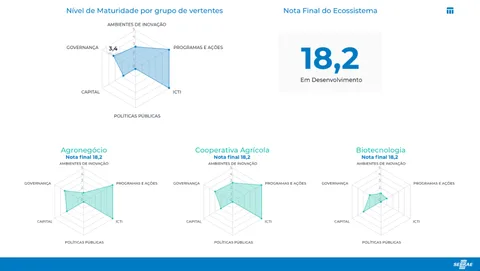 Nível de Maturidade por grupo de vertentes
Nota Final do Ecossistema
AMBIENTES DE INOVAÇÃO
GOVERNANÇA
3,4
PROGRAMAS E AÇÕES
CAPITAL
ICTI
POLÍTICAS PÚBLICAS
18,2
Em Desenvolvimento
Agronegócio
Nota final 18,2
AMBIENTES DE INOVAÇÃO
GOVERNANÇA
PROGRAMAS E AÇÕES
CAPITAL
ICTI
POLÍTICAS PÚBLICAS
Cooperativa Agrícola
Nota final 18,2
AMBIENTES DE INOVAÇÃO
GOVERNANÇA
PROGRAMAS E AÇÕES
CAPITAL
ICTI
POLÍTICAS PÚBLICAS
Biotecnologia
Nota final 18,2
AMBIENTES DE INOVAÇÃO
GOVERNANÇA
PROGRAMAS E AÇÕES
CAPITAL
ICTI
POLÍTICAS PÚBLICAS
SEBRAE